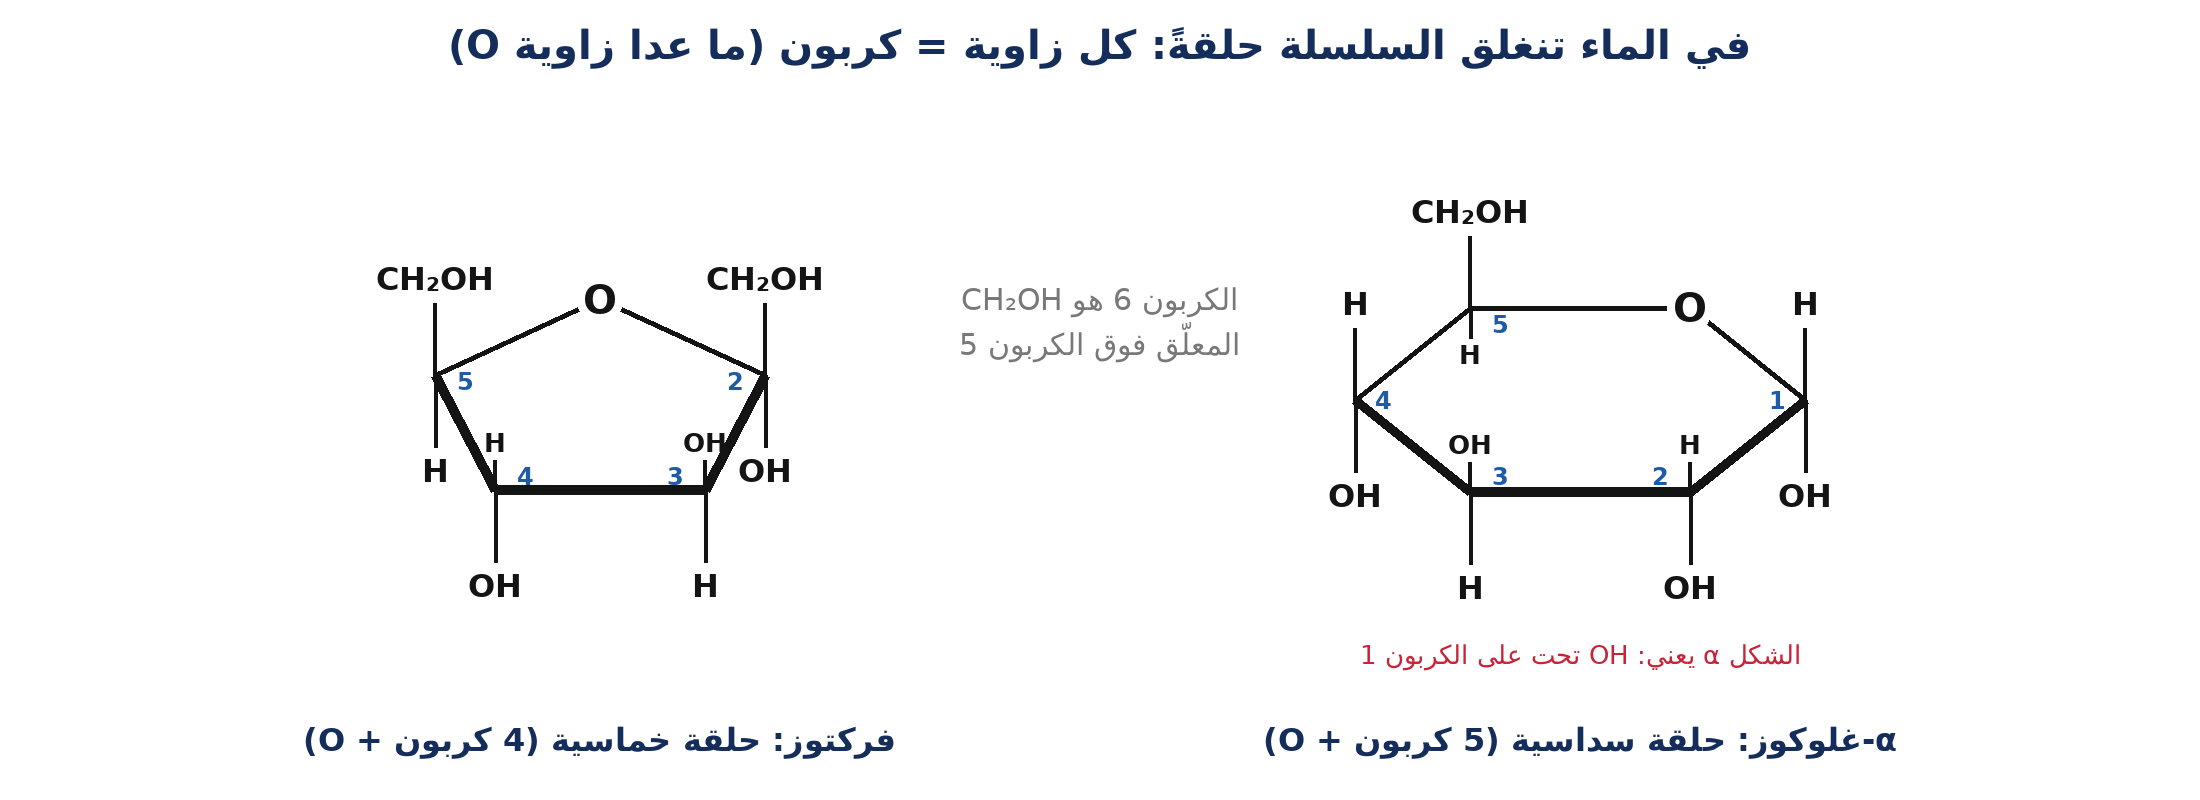 في الماء تنغلق السلسلة حلقةً: كل زاوية = كربون (ما عدا زاوية O)
CH₂OH
H
O
H
5
H
4
1
OH
H
3
2
OH
OH
H
OH
الشكل α يعني: OH تحت على الكربون 1
α-غلوكوز: حلقة سداسية (5 كربون + O)
الكربون 6 هو CH₂OH
المعلّق فوق الكربون 5
CH₂OH
CH₂OH
O
5
2
H
OH
H
OH
4
3
OH
H
فركتوز: حلقة خماسية (4 كربون + O)